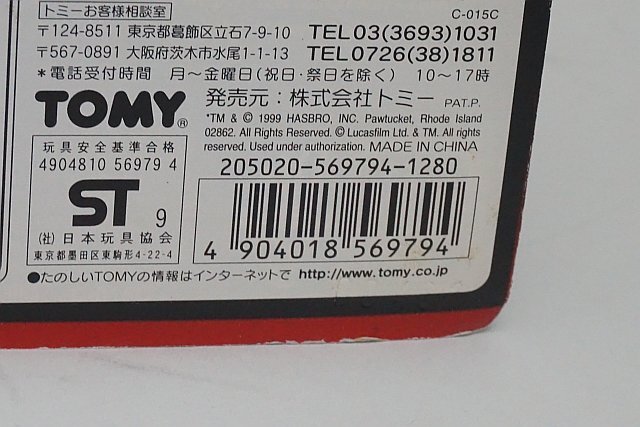 C-015C
トミーお客様相談室
〒124-8511 東京都葛飾区立石7-9-10 TEL03(3693)1031
〒567-0891 大阪府茨木市水尾1-1-13 TEL0726(38)1811
*電話受付時間 月〜金曜日(祝日・祭日を除く) 10〜17時
TOMY® 発売元:株式会社トミー PAT.P.
*TM & © 1999 HASBRO, INC. Pawtucket, Rhode Island
02862. All Rights Reserved. © Lucasfilm Ltd. & TM. All rights
reserved. Used under authorization. MADE IN CHINA
玩具安全基準合格
4904810 56979 4
ST 9
(社)日本玩具協会
東京都墨田区東駒形4-22-4
205020-569794-1280
4 904018 569794
●たのしいTOMYの情報はインターネットで http://www.tomy.co.jp